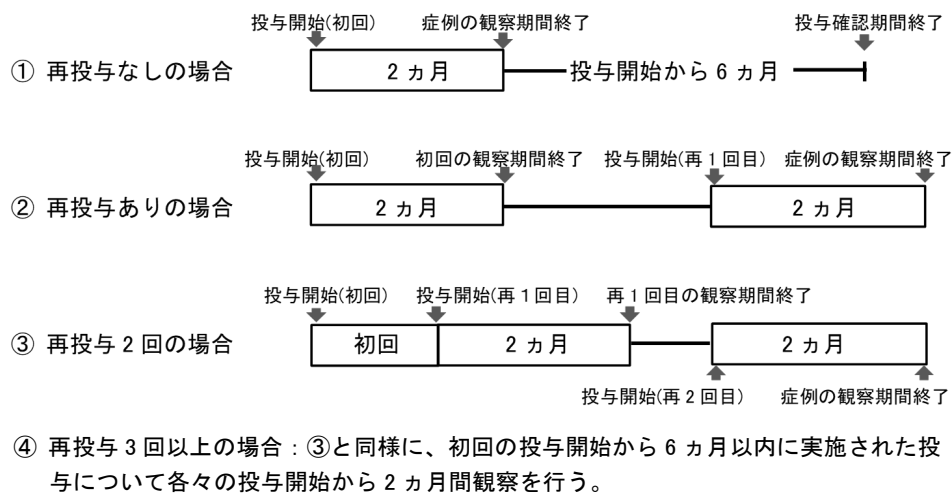 投与開始(初回) 症例の観察期間終了 投与確認期間終了
① 再投与なしの場合 2ヵ月 投与開始から6ヵ月
投与開始(初回) 初回の観察期間終了 投与開始(再1回目) 症例の観察期間終了
② 再投与ありの場合 2ヵ月 2ヵ月
投与開始(初回) 投与開始(再1回目) 再1回目の観察期間終了
③ 再投与2回の場合 初回 2ヵ月 2ヵ月
投与開始(再2回目) 症例の観察期間終了
④ 再投与3回以上の場合：③と同様に、初回の投与開始から6ヵ月以内に実施された投
与について各々の投与開始から2ヵ月間観察を行う。